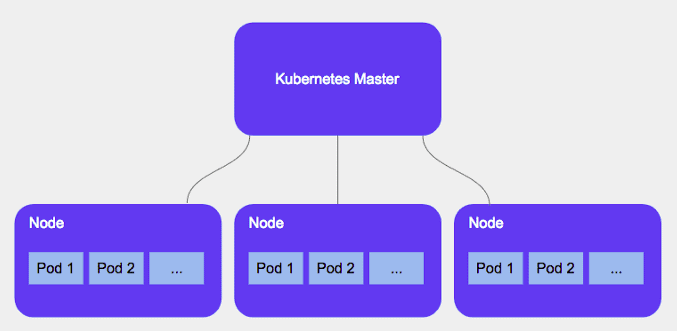 Kubernetes Master
Node
Pod 1 Pod 2 ...
Node
Pod 1 Pod 2 ...
Node
Pod 1 Pod 2 ...